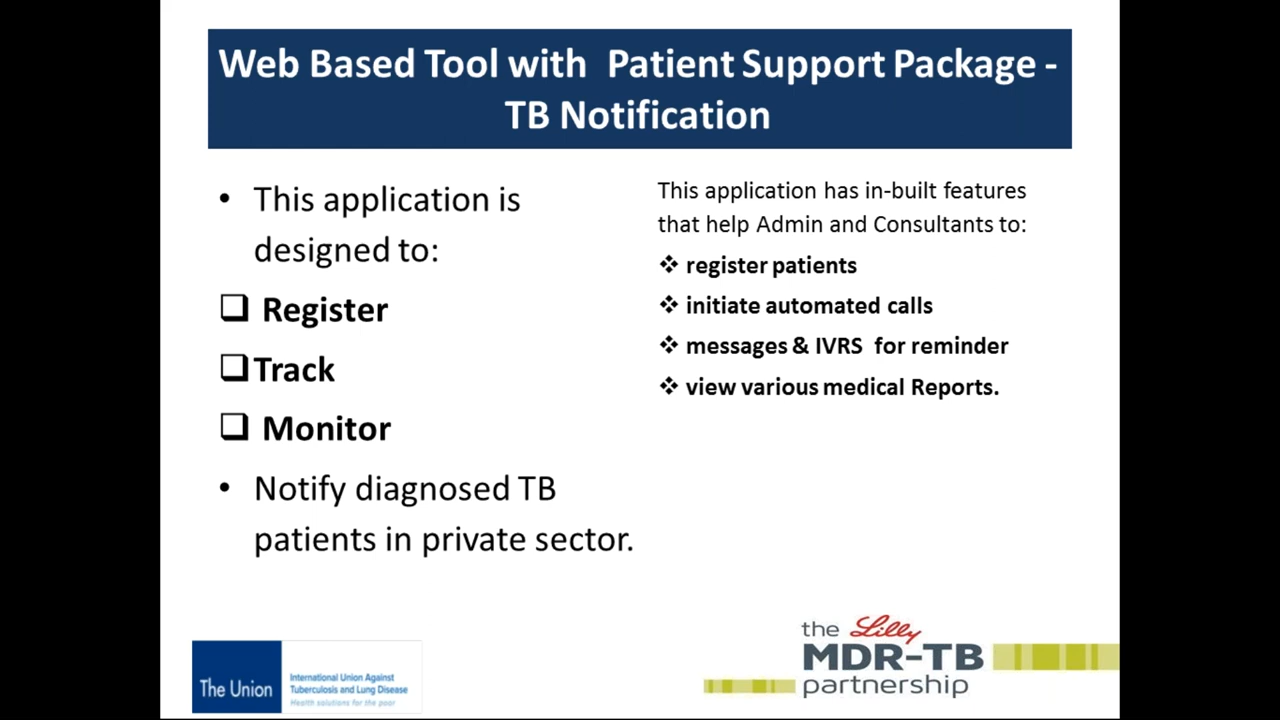 Web Based Tool with Patient Support Package -
TB Notification
• This application is
designed to:
❑ Register
❑ Track
❑ Monitor
• Notify diagnosed TB
patients in private sector.
This application has in-built features
that help Admin and Consultants to:
❖ register patients
❖ initiate automated calls
❖ messages & IVRS for reminder
❖ view various medical Reports.
The Union
International Union Against
Tuberculosis and Lung Disease
Health solutions for the poor
the Lilly
MDR-TB
partnership